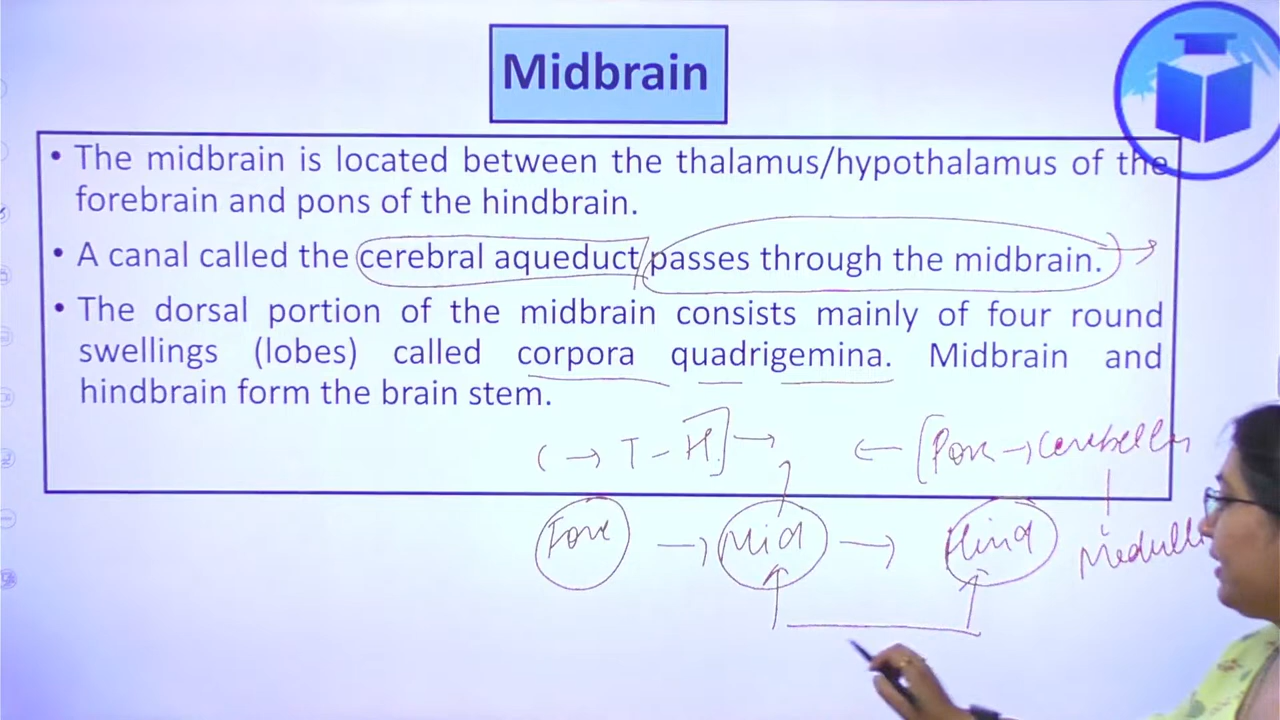 Midbrain
• The midbrain is located between the thalamus/hypothalamus of the
forebrain and pons of the hindbrain.
• A canal called the cerebral aqueduct passes through the midbrain.
• The dorsal portion of the midbrain consists mainly of four round
swellings (lobes) called corpora quadrigemina. Midbrain and
hindbrain form the brain stem.
( → T - H ] → ← [ Pons → Cerebellum
Fore → Mid → Hind Medulla